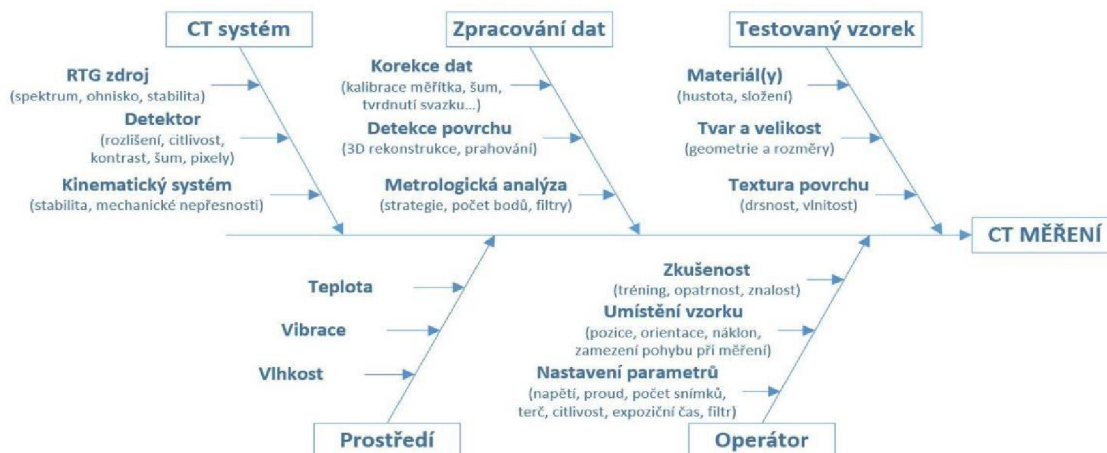 CT systém
RTG zdroj
(spektrum, ohnisko, stabilita)
Detektor
(rozlišení, citlivost,
kontrast, šum, pixely)
Kinematický systém
(stabilita, mechanické nepřesnosti)
Zpracování dat
Korekce dat
(kalibrace měřítka, šum,
tvrdnutí svazku...)
Detekce povrchu
(3D rekonstrukce, prahování)
Metrologická analýza
(strategie, počet bodů, filtry)
Testovaný vzorek
Materiál(y)
(hustota, složení)
Tvar a velikost
(geometrie a rozměry)
Textura povrchu
(drsnost, vlnitost)
CT MĚŘENÍ
Teplota
Vibrace
Vlhkost
Prostředí
Zkušenost
(tréning, opatrnost, znalost)
Umístění vzorku
(pozice, orientace, náklon,
zamezení pohybu při měření)
Nastavení parametrů
(napětí, proud, počet snímků,
terč, citlivost, expoziční čas, filtr)
Operátor